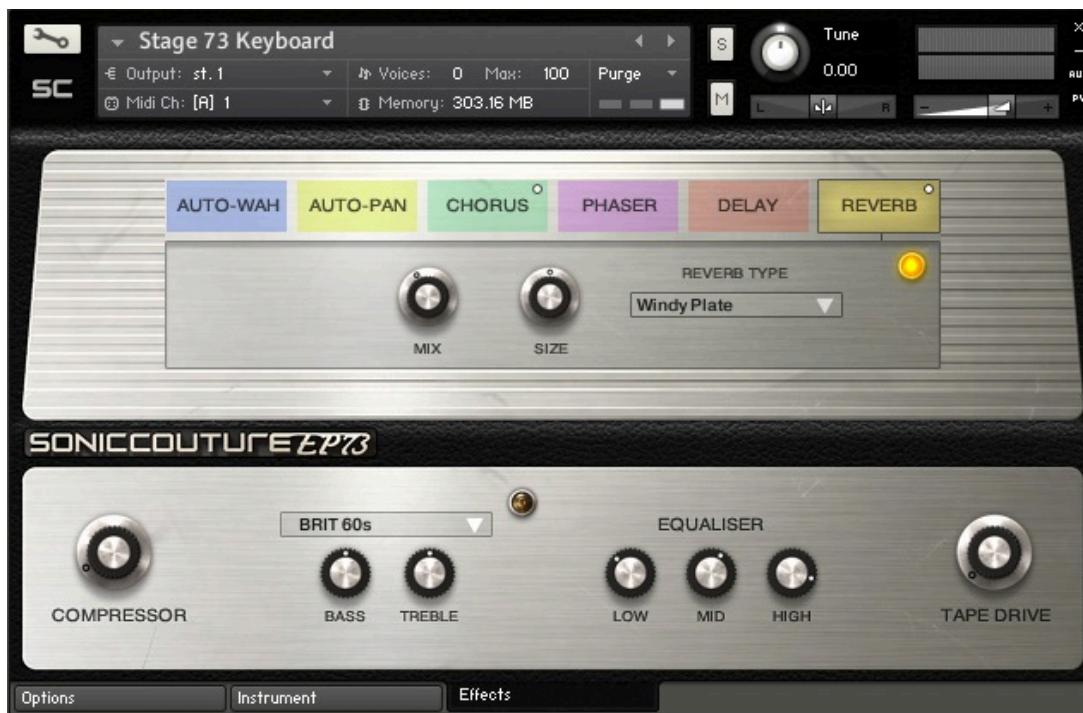 Stage 73 Keyboard
S
Tune
Output: st. 1
Voices: 0 Max: 100
Purge
0.00
SC
Midi Ch: [A] 1
Memory: 303.16 MB
M
L
R
-
+
AU
PV
AUTO-WAH
AUTO-PAN
CHORUS
PHASER
DELAY
REVERB
REVERB TYPE
Windy Plate
MIX
SIZE
SONICCOUTURE EP73
BRIT 60s
EQUALISER
COMPRESSOR
BASS
TREBLE
LOW
MID
HIGH
TAPE DRIVE
Options
Instrument
Effects